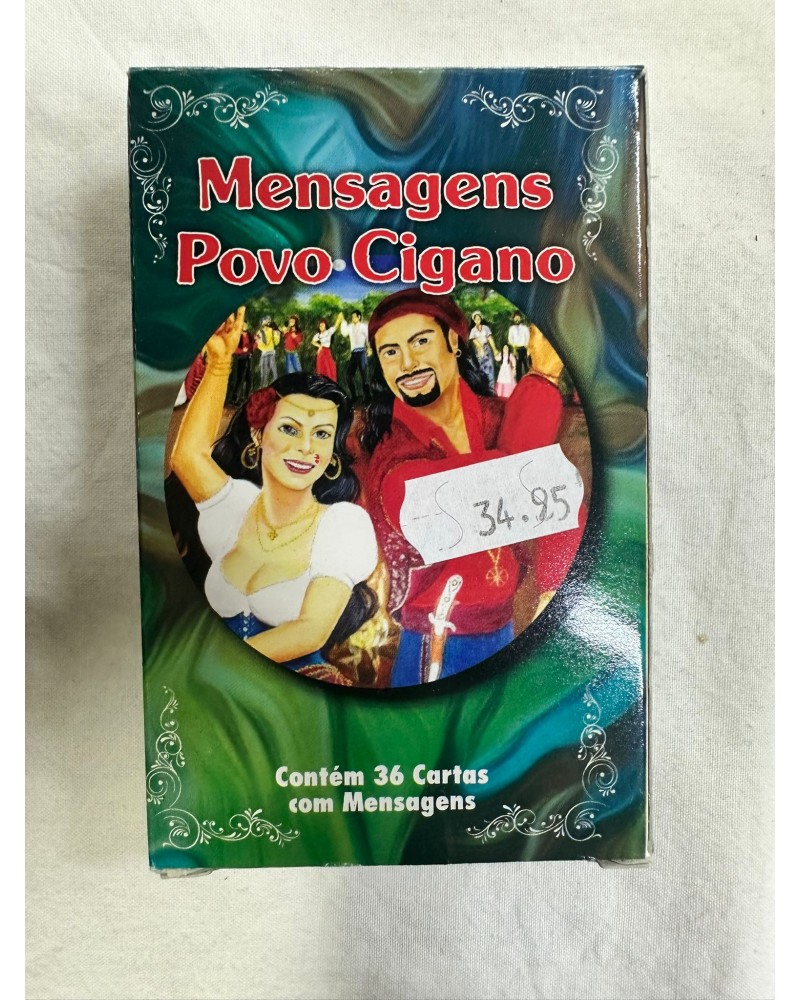 Mensagens
Povo Cigano
34.95
Contém 36 Cartas
com Mensagens